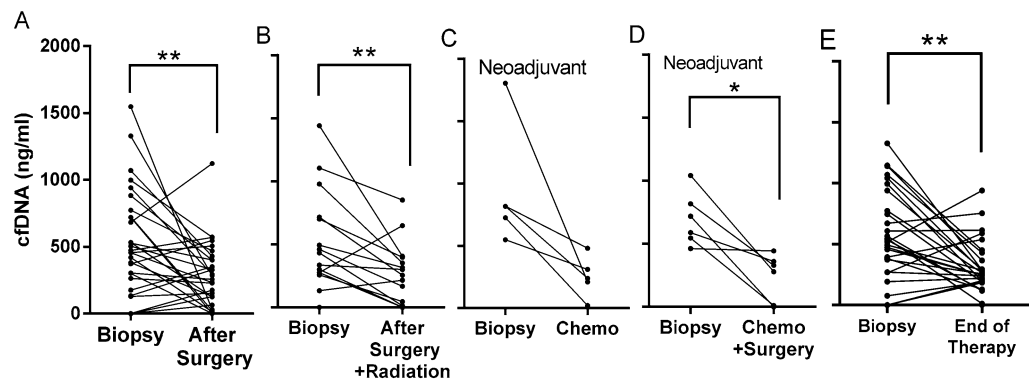 A
B
C
D
E
cfDNA (ng/ml)
2000
1500
1000
500
0
**
Biopsy
After
Surgery
**
Biopsy
After
Surgery
+Radiation
Neoadjuvant
Biopsy
Chemo
Neoadjuvant
*
Biopsy
Chemo
+Surgery
**
Biopsy
End of
Therapy